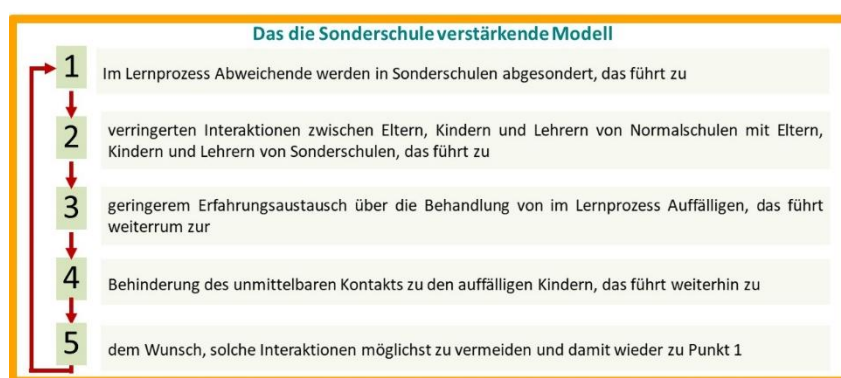 Das die Sonderschule verstärkende Modell
1
Im Lernprozess Abweichende werden in Sonderschulen abgesondert, das führt zu
2
verringerten Interaktionen zwischen Eltern, Kindern und Lehrern von Normalschulen mit Eltern,
Kindern und Lehrern von Sonderschulen, das führt zu
3
geringerem Erfahrungsaustausch über die Behandlung von im Lernprozess Auffälligen, das führt
weiterrum zur
4
Behinderung des unmittelbaren Kontakts zu den auffälligen Kindern, das führt weiterhin zu
5
dem Wunsch, solche Interaktionen möglichst zu vermeiden und damit wieder zu Punkt 1